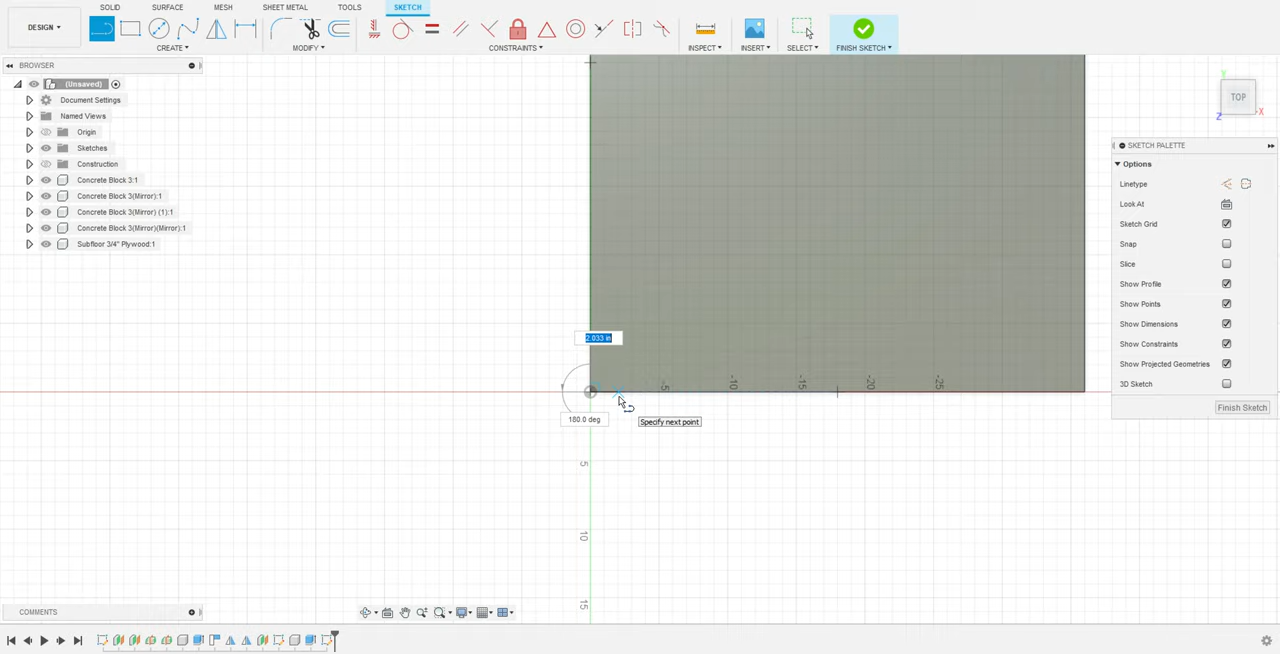 SOLID SURFACE MESH SHEET METAL TOOLS SKETCH
DESIGN
CREATE MODIFY CONSTRAINTS INSPECT INSERT SELECT FINISH SKETCH
BROWSER
(Unsaved)
Document Settings
Named Views
Origin
Sketches
Construction
Concrete Block 3:1
Concrete Block 3(Mirror):1
Concrete Block 3(Mirror) (1):1
Concrete Block 3(Mirror)(Mirror):1
Subfloor 3/4" Plywood:1
TOP
Y
Z
-X
SKETCH PALETTE
Options
Linetype
Look At
Sketch Grid
Snap
Slice
Show Profile
Show Points
Show Dimensions
Show Constraints
Show Projected Geometries
3D Sketch
Finish Sketch
2.033 in
-5 -10 -15 -20 -25
180.0 deg
Specify next point
5
10
15
COMMENTS